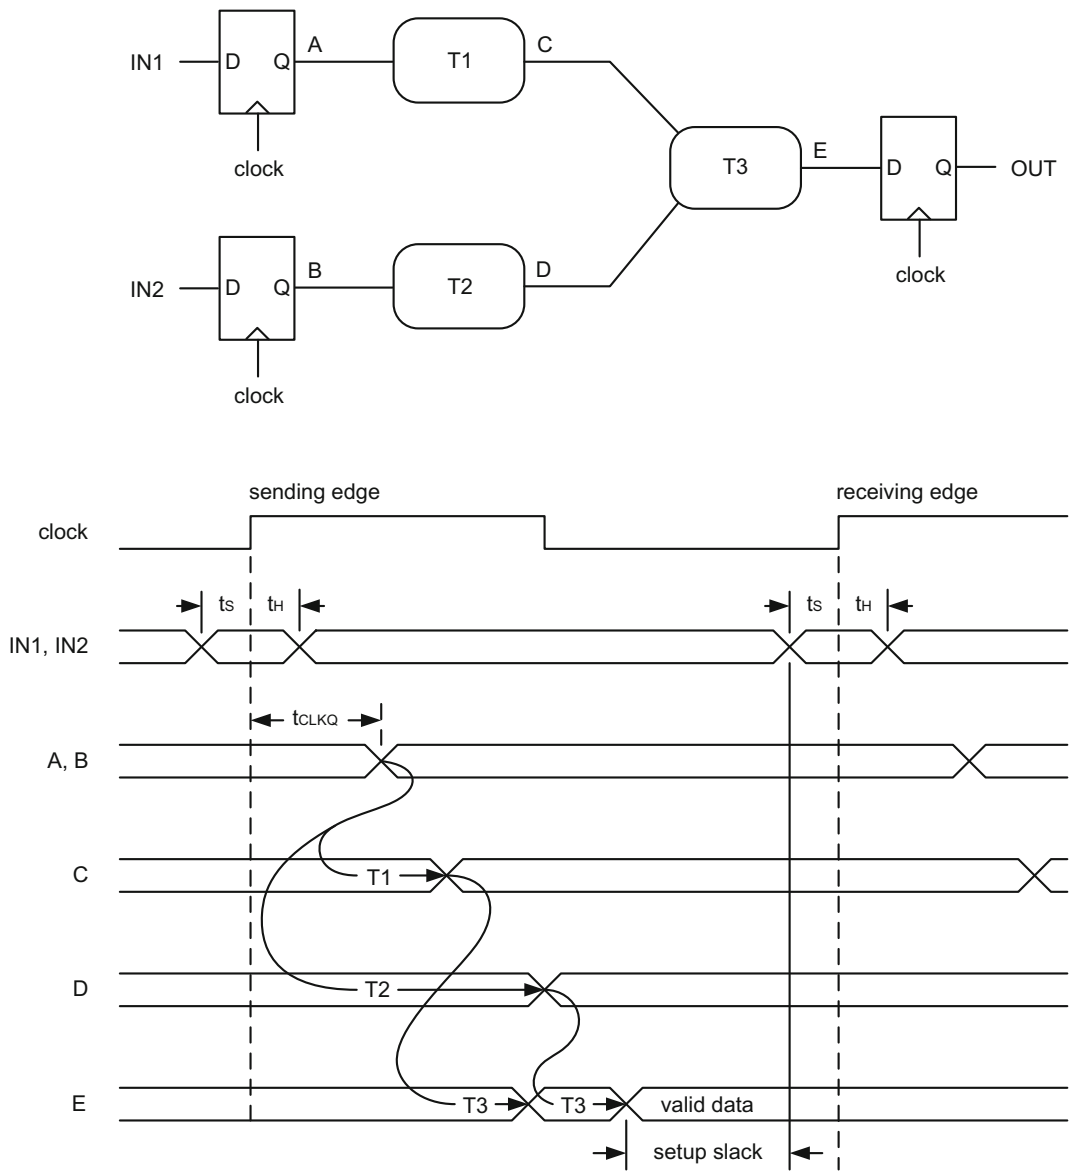 A
C
IN1
D
Q
T1
clock
E
T3
D
Q
OUT
B
D
IN2
D
Q
T2
clock
clock
sending edge
receiving edge
clock
tS
tH
tS
tH
IN1, IN2
tCLKQ
A, B
C
T1
D
T2
E
T3
T3
valid data
setup slack